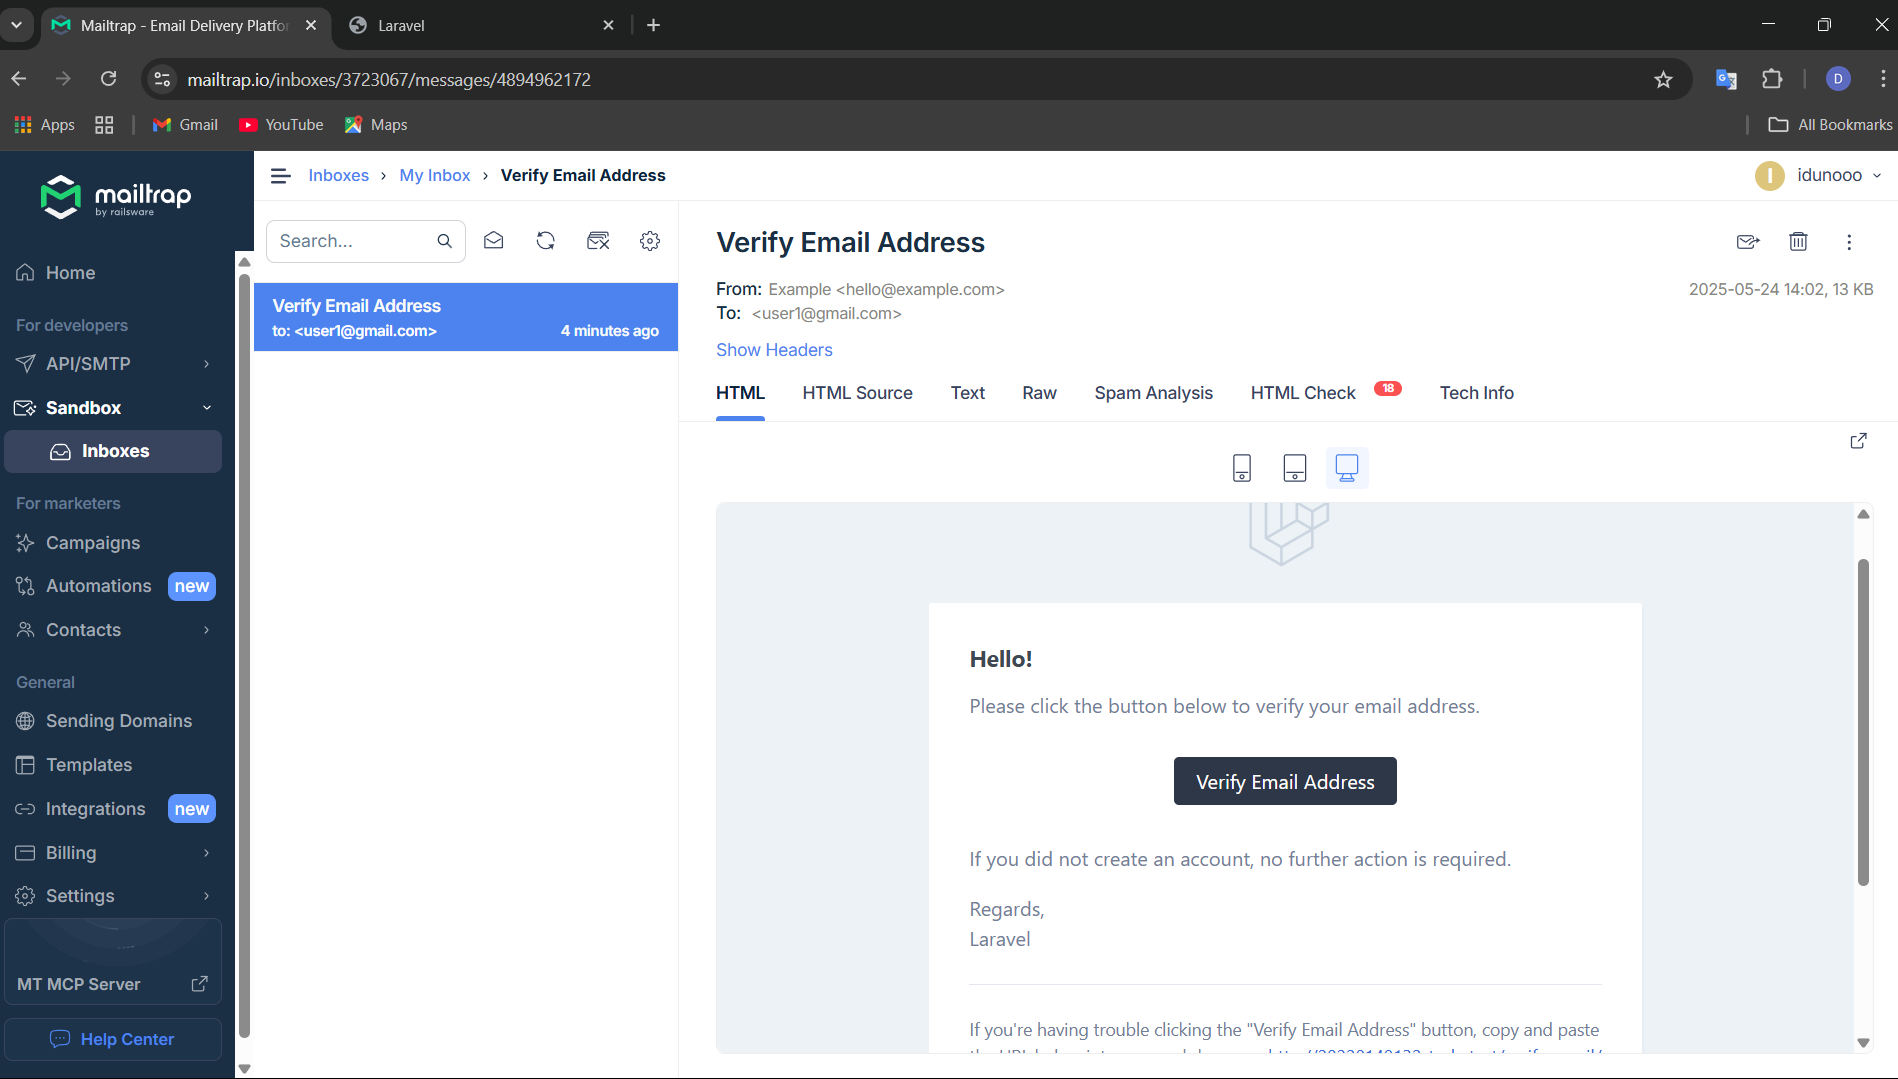 Mailtrap - Email Delivery Platfo
Laravel
mailtrap.io/inboxes/3723067/messages/4894962172
Apps
Gmail
YouTube
Maps
All Bookmarks
mailtrap
by railsware
Home
For developers
API/SMTP
Sandbox
Inboxes
For marketers
Campaigns
Automations new
Contacts
General
Sending Domains
Templates
Integrations new
Billing
Settings
MT MCP Server
Help Center
Inboxes › My Inbox › Verify Email Address
I idunooo
D
Search...
Verify Email Address
to: <user1@gmail.com> 4 minutes ago
Verify Email Address
From: Example <hello@example.com>
2025-05-24 14:02, 13 KB
To: <user1@gmail.com>
Show Headers
HTML HTML Source Text Raw Spam Analysis HTML Check 18 Tech Info
Hello!
Please click the button below to verify your email address.
Verify Email Address
If you did not create an account, no further action is required.
Regards,
Laravel
If you're having trouble clicking the "Verify Email Address" button, copy and paste